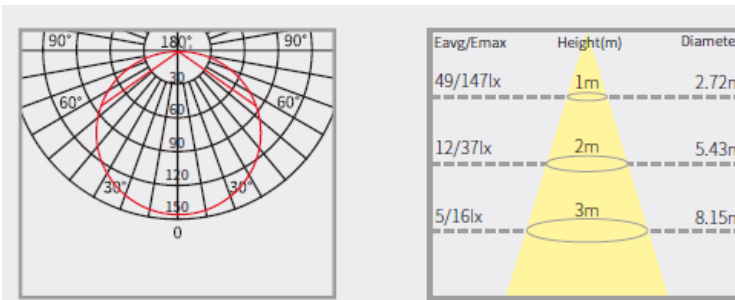 90° 180° 90°
30
60° 60 60°
90
120
30° 30°
150
0
Eavg/Emax Height(m) Diamete
49/147lx 1m 2.72m
12/37lx 2m 5.43m
5/16lx 3m 8.15m